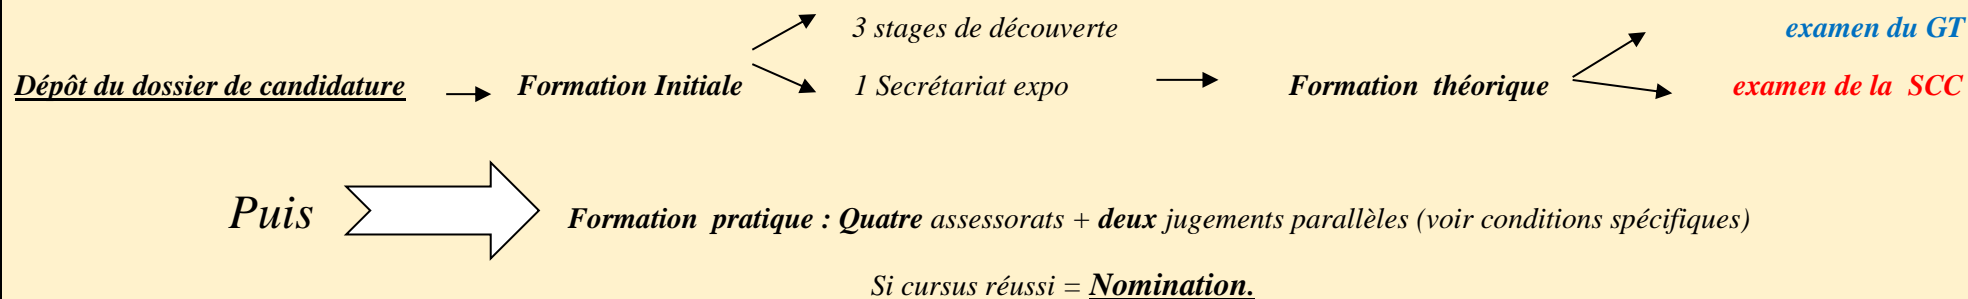 3 stages de découverte examen du GT
Dépôt du dossier de candidature Formation Initiale 1 Secrétariat expo Formation théorique examen de la SCC
Puis Formation pratique : Quatre assessorats + deux jugements parallèles (voir conditions spécifiques)
Si cursus réussi = Nomination.